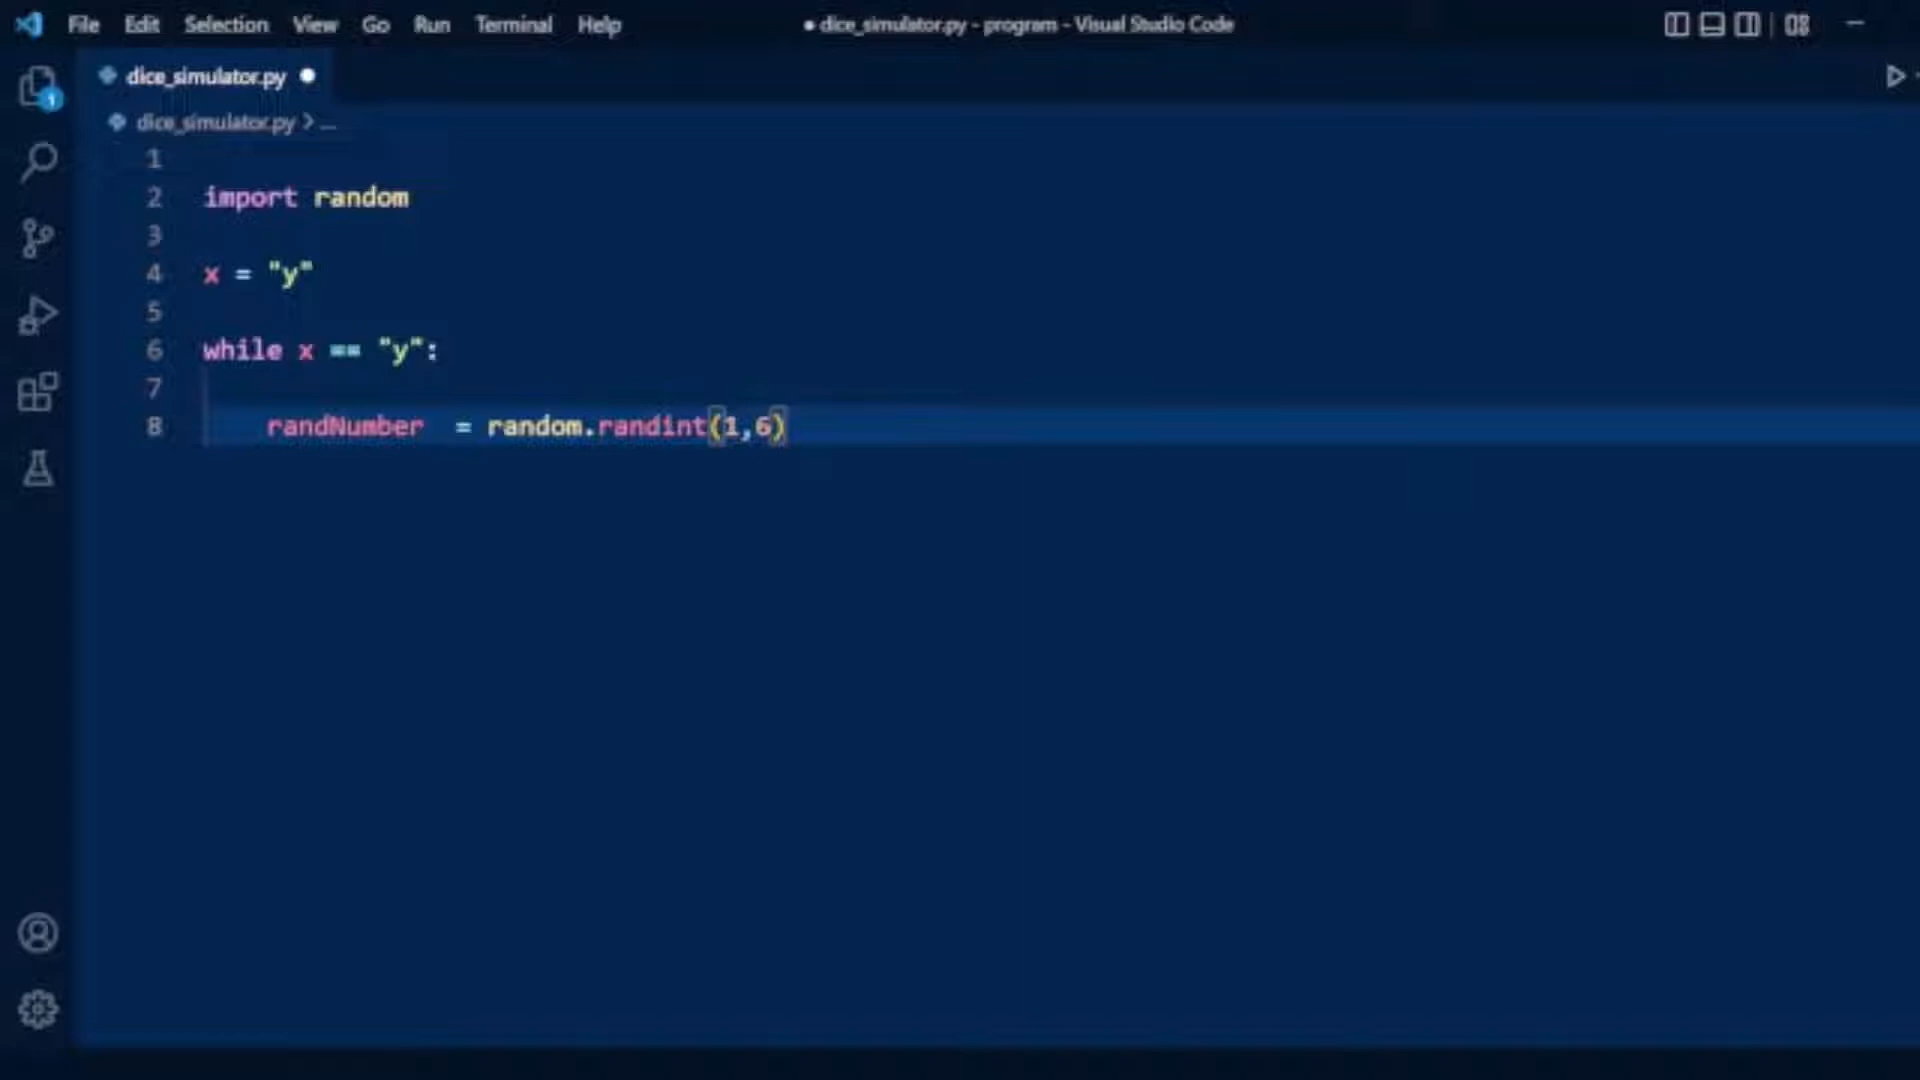 File Edit Selection View Go Run Terminal Help ● dice_simulator.py - program - Visual Studio Code
dice_simulator.py ●
1
dice_simulator.py > ...
1
2 import random
3
4 x = "y"
5
6 while x == "y":
7
8 randNumber = random.randint(1,6)